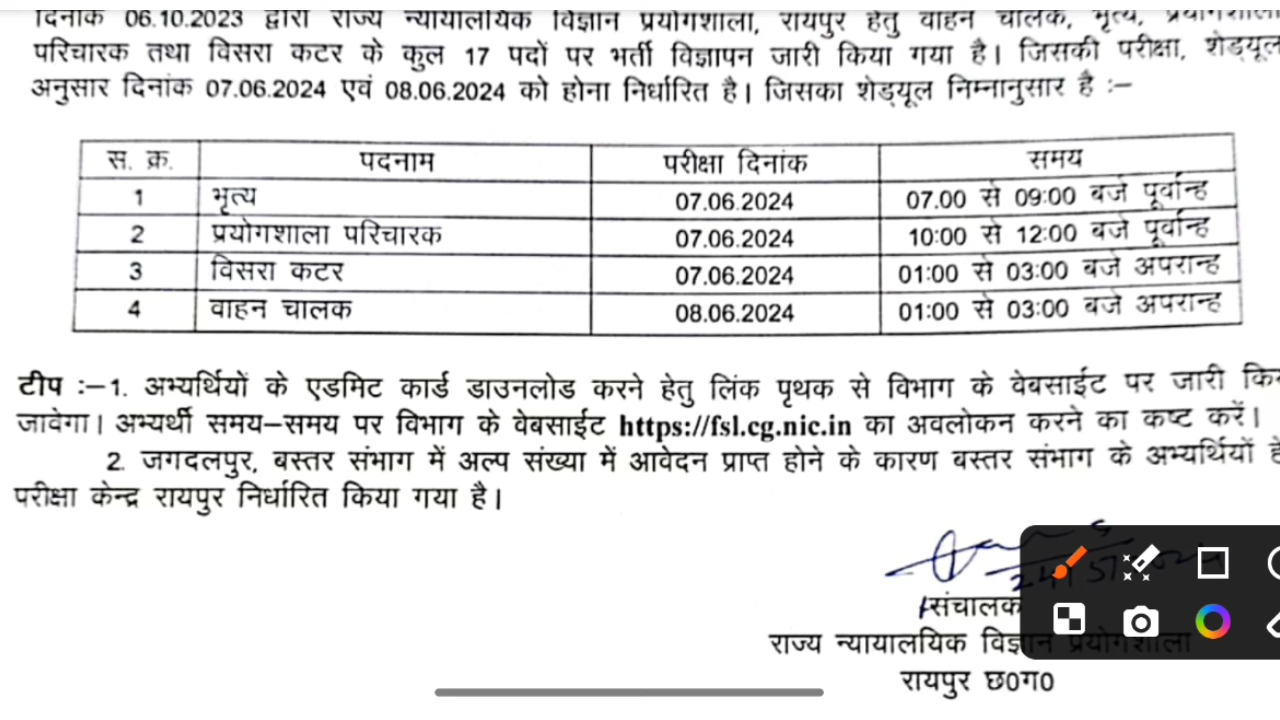 दिनांक 06.10.2023 द्वारा राज्य न्यायालयिक विज्ञान प्रयोगशाला, रायपुर हेतु वाहन चालक, भृत्य, प्रयोगशाला
परिचारक तथा विसरा कटर के कुल 17 पदों पर भर्ती विज्ञापन जारी किया गया है। जिसकी परीक्षा, शेड्यूल
अनुसार दिनांक 07.06.2024 एवं 08.06.2024 को होना निर्धारित है। जिसका शेड्यूल निम्नानुसार है :–
स. क्र. पदनाम परीक्षा दिनांक समय
1 भृत्य 07.06.2024 07.00 से 09:00 बजे पूर्वान्ह
2 प्रयोगशाला परिचारक 07.06.2024 10:00 से 12:00 बजे पूर्वान्ह
3 विसरा कटर 07.06.2024 01:00 से 03:00 बजे अपरान्ह
4 वाहन चालक 08.06.2024 01:00 से 03:00 बजे अपरान्ह
टीप :–1. अभ्यर्थियों के एडमिट कार्ड डाउनलोड करने हेतु लिंक पृथक से विभाग के वेबसाईट पर जारी
जावेगा। अभ्यर्थी समय–समय पर विभाग के वेबसाईट https://fsl.cg.nic.in का अवलोकन करने का कष्ट करें।
2. जगदलपुर, बस्तर संभाग में अल्प संख्या में आवेदन प्राप्त होने के कारण बस्तर संभाग के अभ्यर्थियों
परीक्षा केन्द्र रायपुर निर्धारित किया गया है।
संचालक
राज्य न्यायालयिक विज्ञान प्रयोगशाला
रायपुर छ0ग0